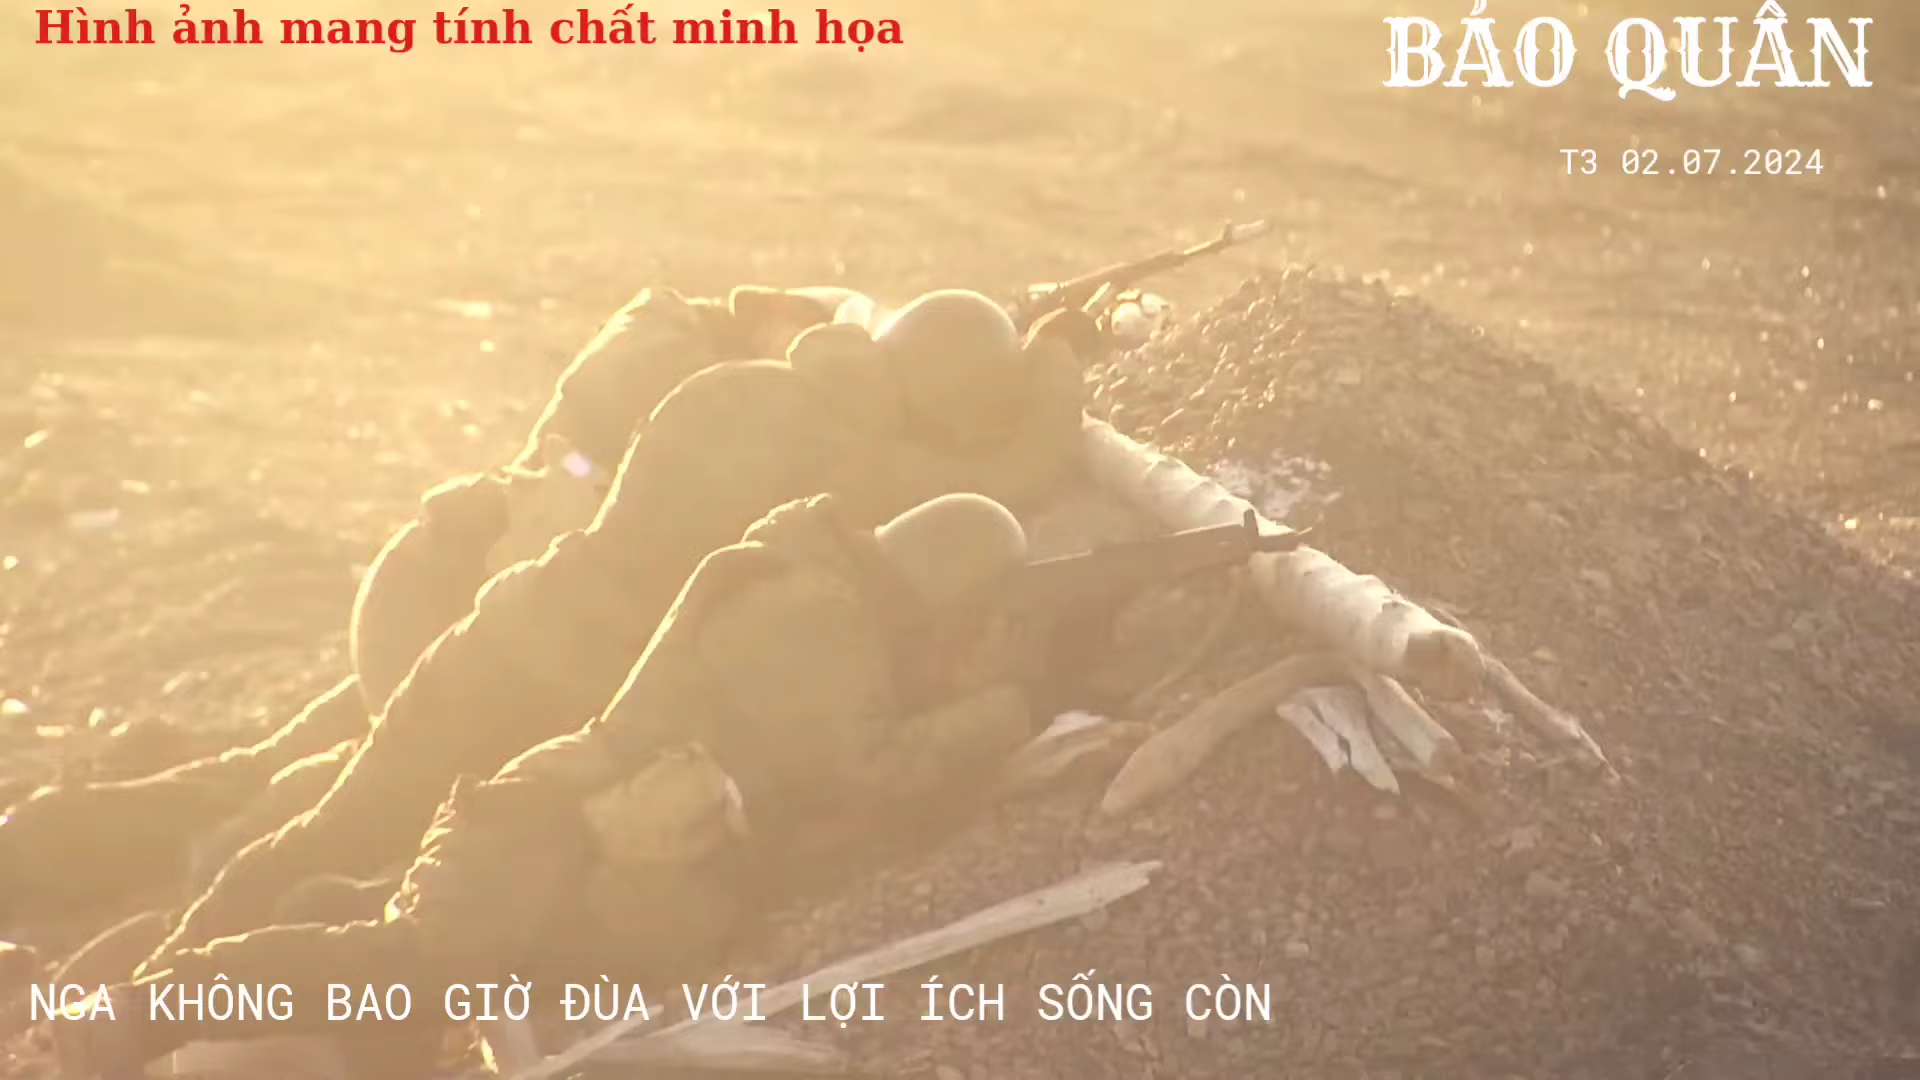 Hình ảnh mang tính chất minh họa
BẢO QUÂN
T3 02.07.2024
NGA KHÔNG BAO GIỜ ĐÙA VỚI LỢI ÍCH SỐNG CÒN